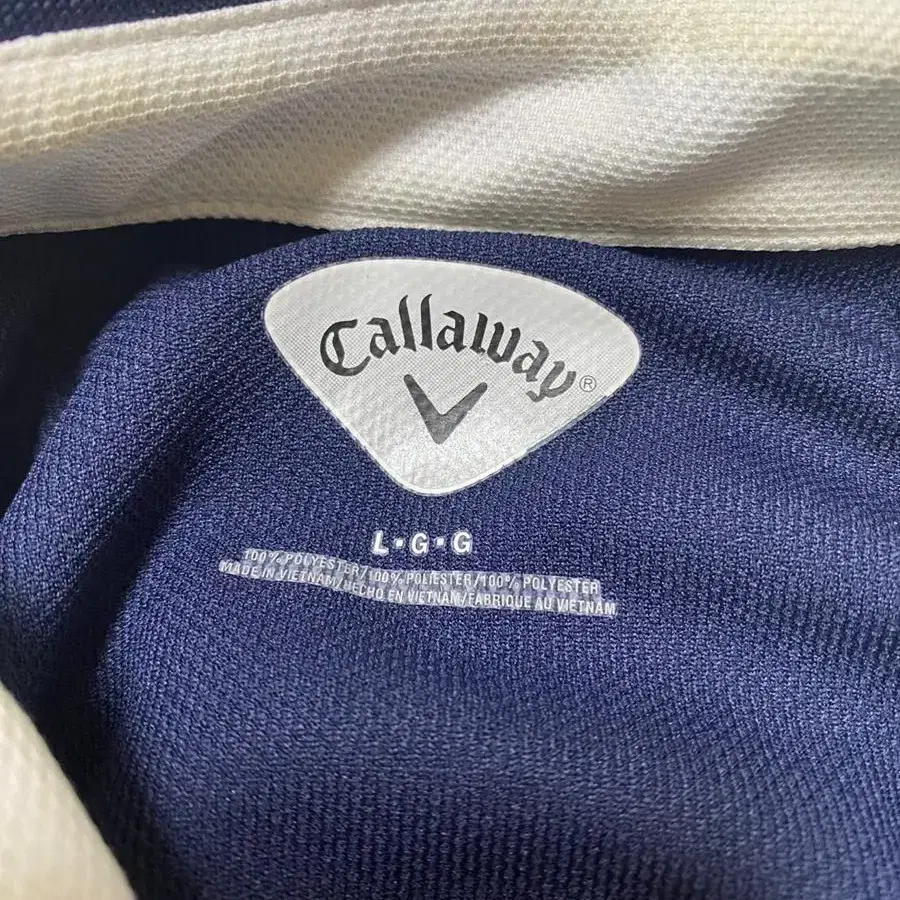 Callaway®
L·G·G
100% POLYESTER/100% POLIESTER/100% POLYESTER
MADE IN VIETNAM/HECHO EN VIETNAM/FABRIQUE AU VIETNAM